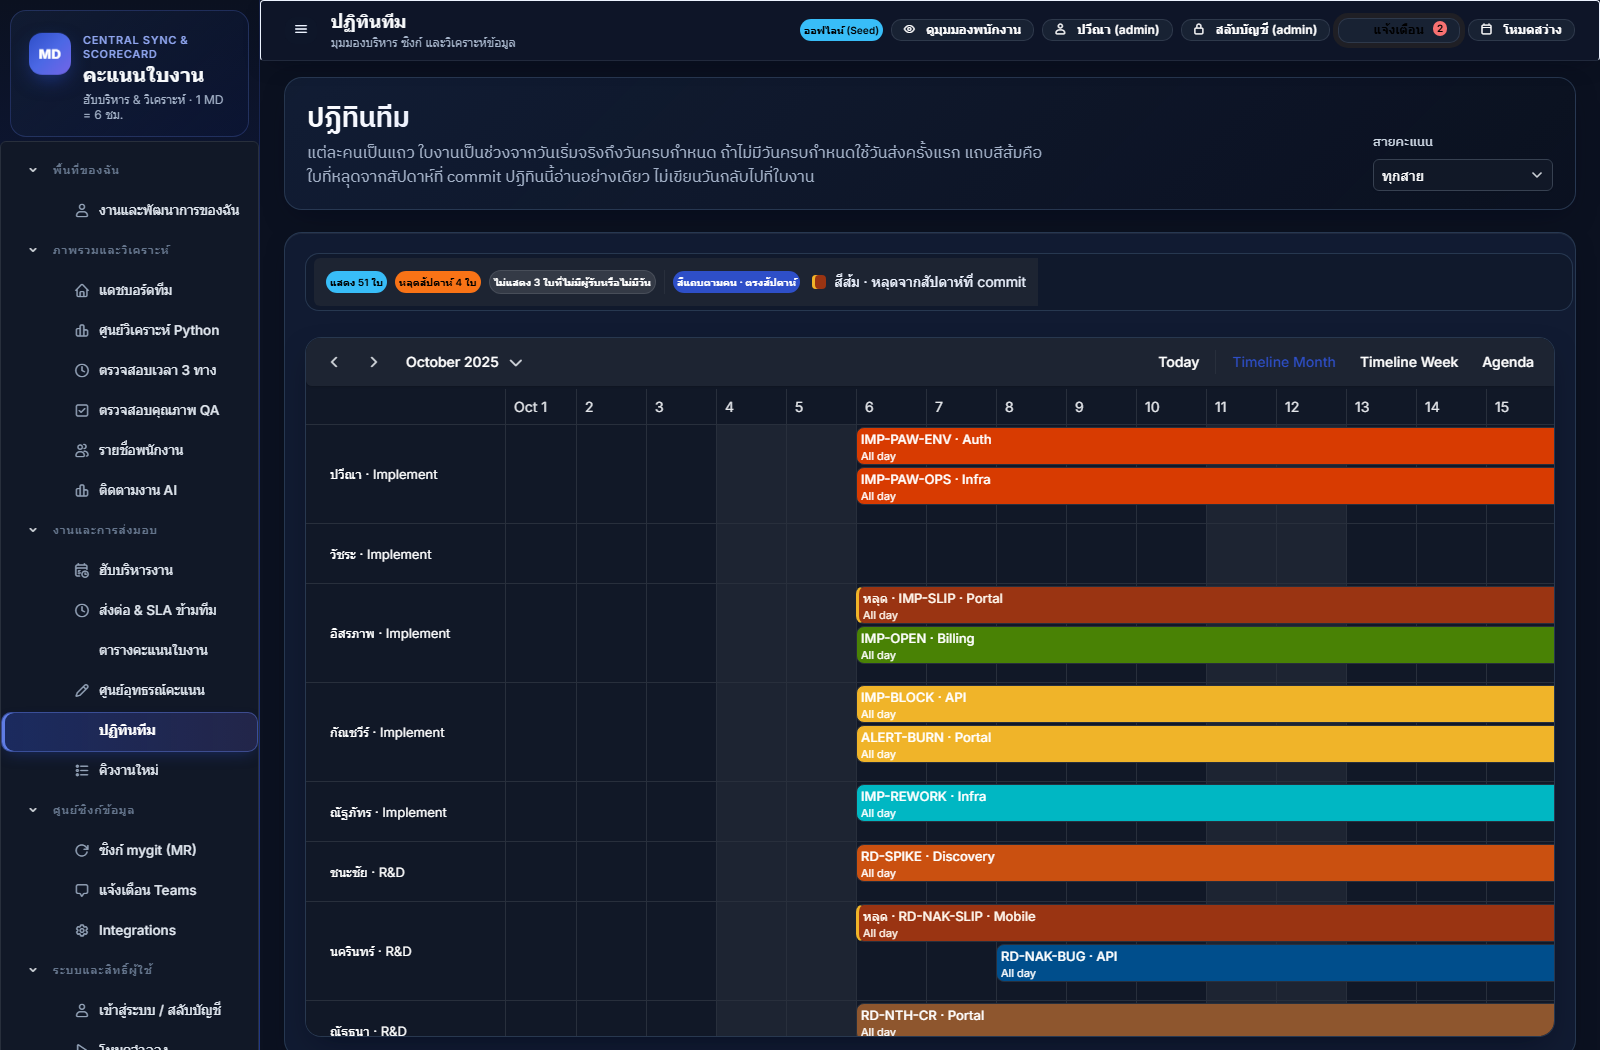 MD
CENTRAL SYNC &
SCORECARD
คะแนนใบงาน
ฮับบริหาร & วิเคราะห์ · 1 MD
= 6 ชม.
พื้นที่ของฉัน
งานและพัฒนาการของฉัน
ภาพรวมและวิเคราะห์
แดชบอร์ดทีม
ศูนย์วิเคราะห์ Python
ตรวจสอบเวลา 3 ทาง
ตรวจสอบคุณภาพ QA
รายชื่อพนักงาน
ติดตามงาน AI
งานและการส่งมอบ
ฮับบริหารงาน
ส่งต่อ & SLA ข้ามทีม
ตารางคะแนนใบงาน
ศูนย์อุทธรณ์คะแนน
ปฏิทินทีม
คิวงานใหม่
ศูนย์ซิงก์ข้อมูล
ซิงก์ mygit (MR)
แจ้งเตือน Teams
Integrations
ระบบและสิทธิ์ผู้ใช้
เข้าสู่ระบบ / สลับบัญชี
ปฏิทินทีม
มุมมองบริหาร ซิงก์ และวิเคราะห์ข้อมูล
ออฟไลน์ (Seed)
ดูมุมมองพนักงาน
ปวีณา (admin)
สลับบัญชี (admin)
แจ้งเตือน 2
โหมดสว่าง
ปฏิทินทีม
แต่ละคนเป็นแถว ใบงานเป็นช่วงจากวันเริ่มจริงถึงวันครบกำหนด ถ้าไม่มีวันครบกำหนดใช้วันส่งครั้งแรก แถบสีส้มคือ
ใบที่หลุดจากสัปดาห์ที่ commit ปฏิทินนี้อ่านอย่างเดียว ไม่เขียนวันกลับไปที่ใบงาน
สายคะแนน
ทุกสาย
แสดง 51 ใบ
หลุดสัปดาห์ 4 ใบ
ไม่แสดง 3 ใบที่ไม่มีผู้รับหรือไม่มีวัน
สีแถบตามคน · ตรงสัปดาห์
สีส้ม · หลุดจากสัปดาห์ที่ commit
October 2025
Today
Timeline Month
Timeline Week
Agenda
Oct 1 2 3 4 5 6 7 8 9 10 11 12 13 14 15
ปวีณา · Implement
IMP-PAW-ENV · Auth
All day
IMP-PAW-OPS · Infra
All day
วัชระ · Implement
อิสรภาพ · Implement
หลุด · IMP-SLIP · Portal
All day
IMP-OPEN · Billing
All day
กัณชวีร์ · Implement
IMP-BLOCK · API
All day
ALERT-BURN · Portal
All day
ณัฐภัทร · Implement
IMP-REWORK · Infra
All day
ชนะชัย · R&D
RD-SPIKE · Discovery
All day
นครินทร์ · R&D
หลุด · RD-NAK-SLIP · Mobile
All day
RD-NAK-BUG · API
All day
ณัฐธนา · R&D
RD-NTH-CR · Portal
All day